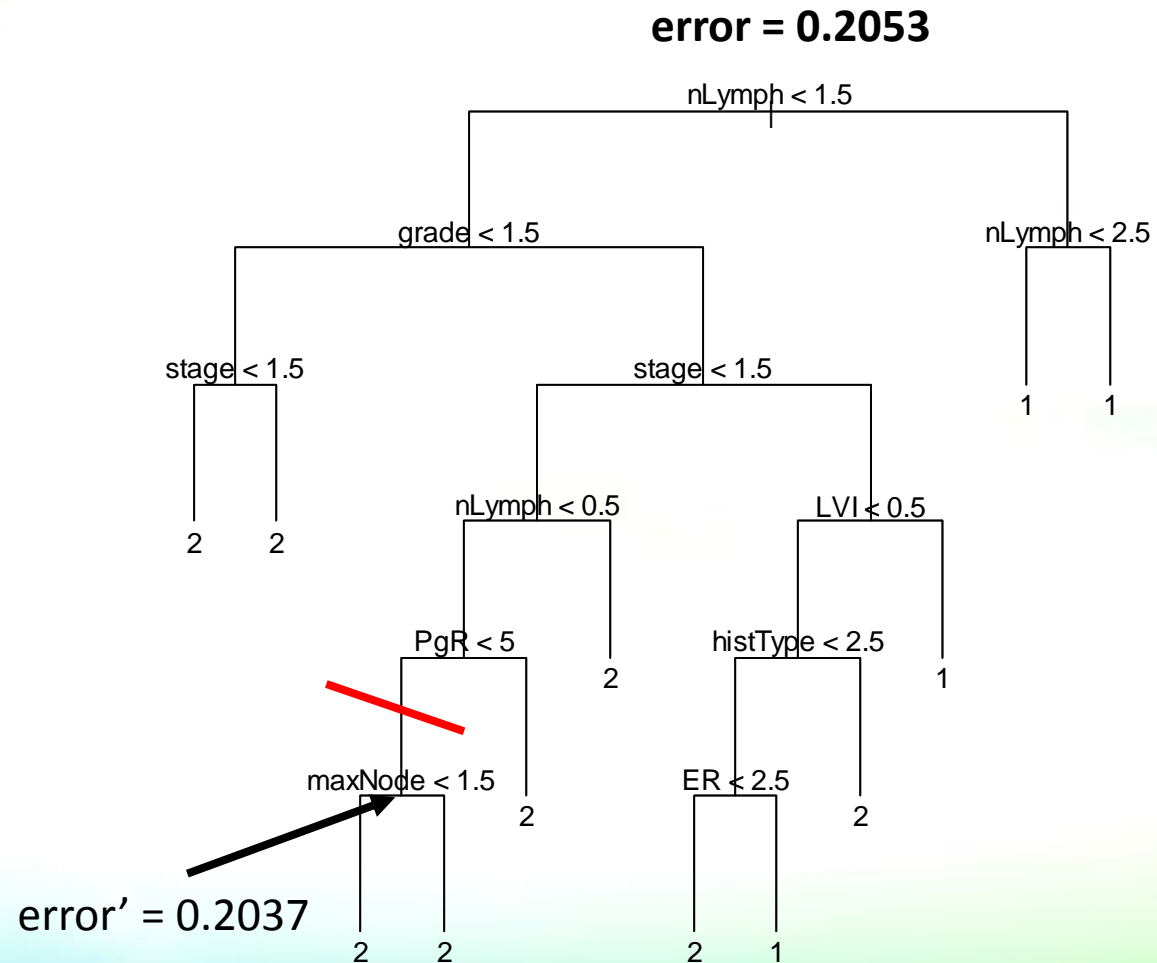 error = 0.2053
nLymph < 1.5
grade < 1.5
nLymph < 2.5
stage < 1.5
stage < 1.5
1
1
nLymph < 0.5
LVI < 0.5
2
2
PgR < 5
histType < 2.5
2
1
maxNode < 1.5
ER < 2.5
2
2
error’ = 0.2037
2
2
2
1